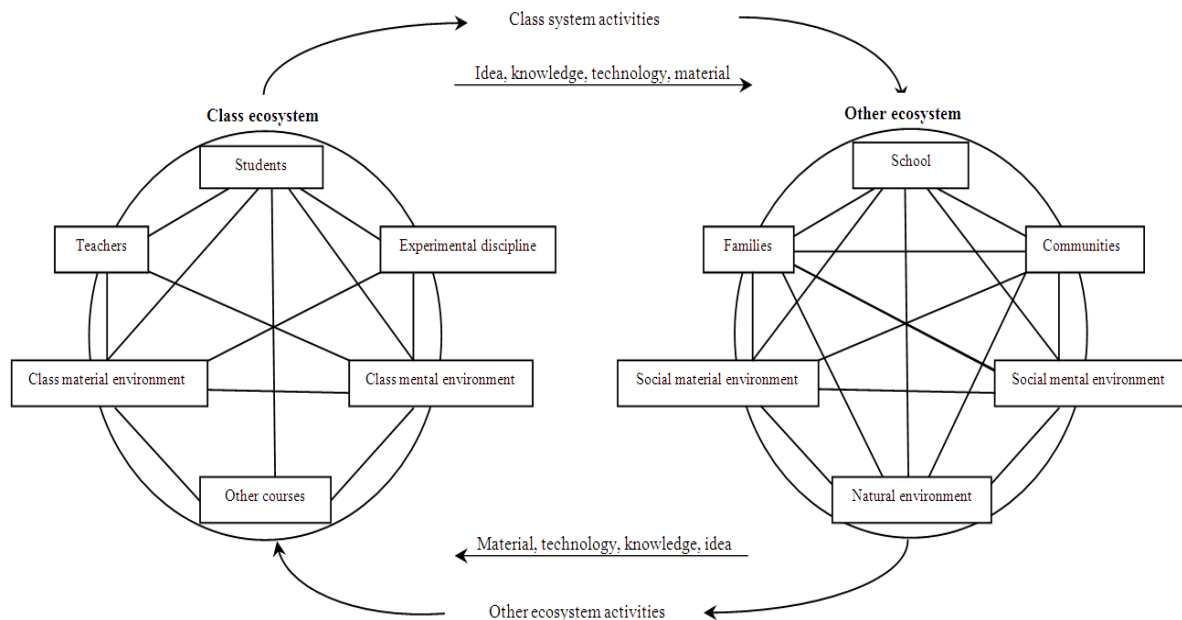 Class system activities
Idea, knowledge, technology, material
Class ecosystem
Other ecosystem
Students
School
Teachers
Experimental discipline
Families
Communities
Class material environment
Class mental environment
Social material environment
Social mental environment
Other courses
Natural environment
Material, technology, knowledge, idea
Other ecosystem activities